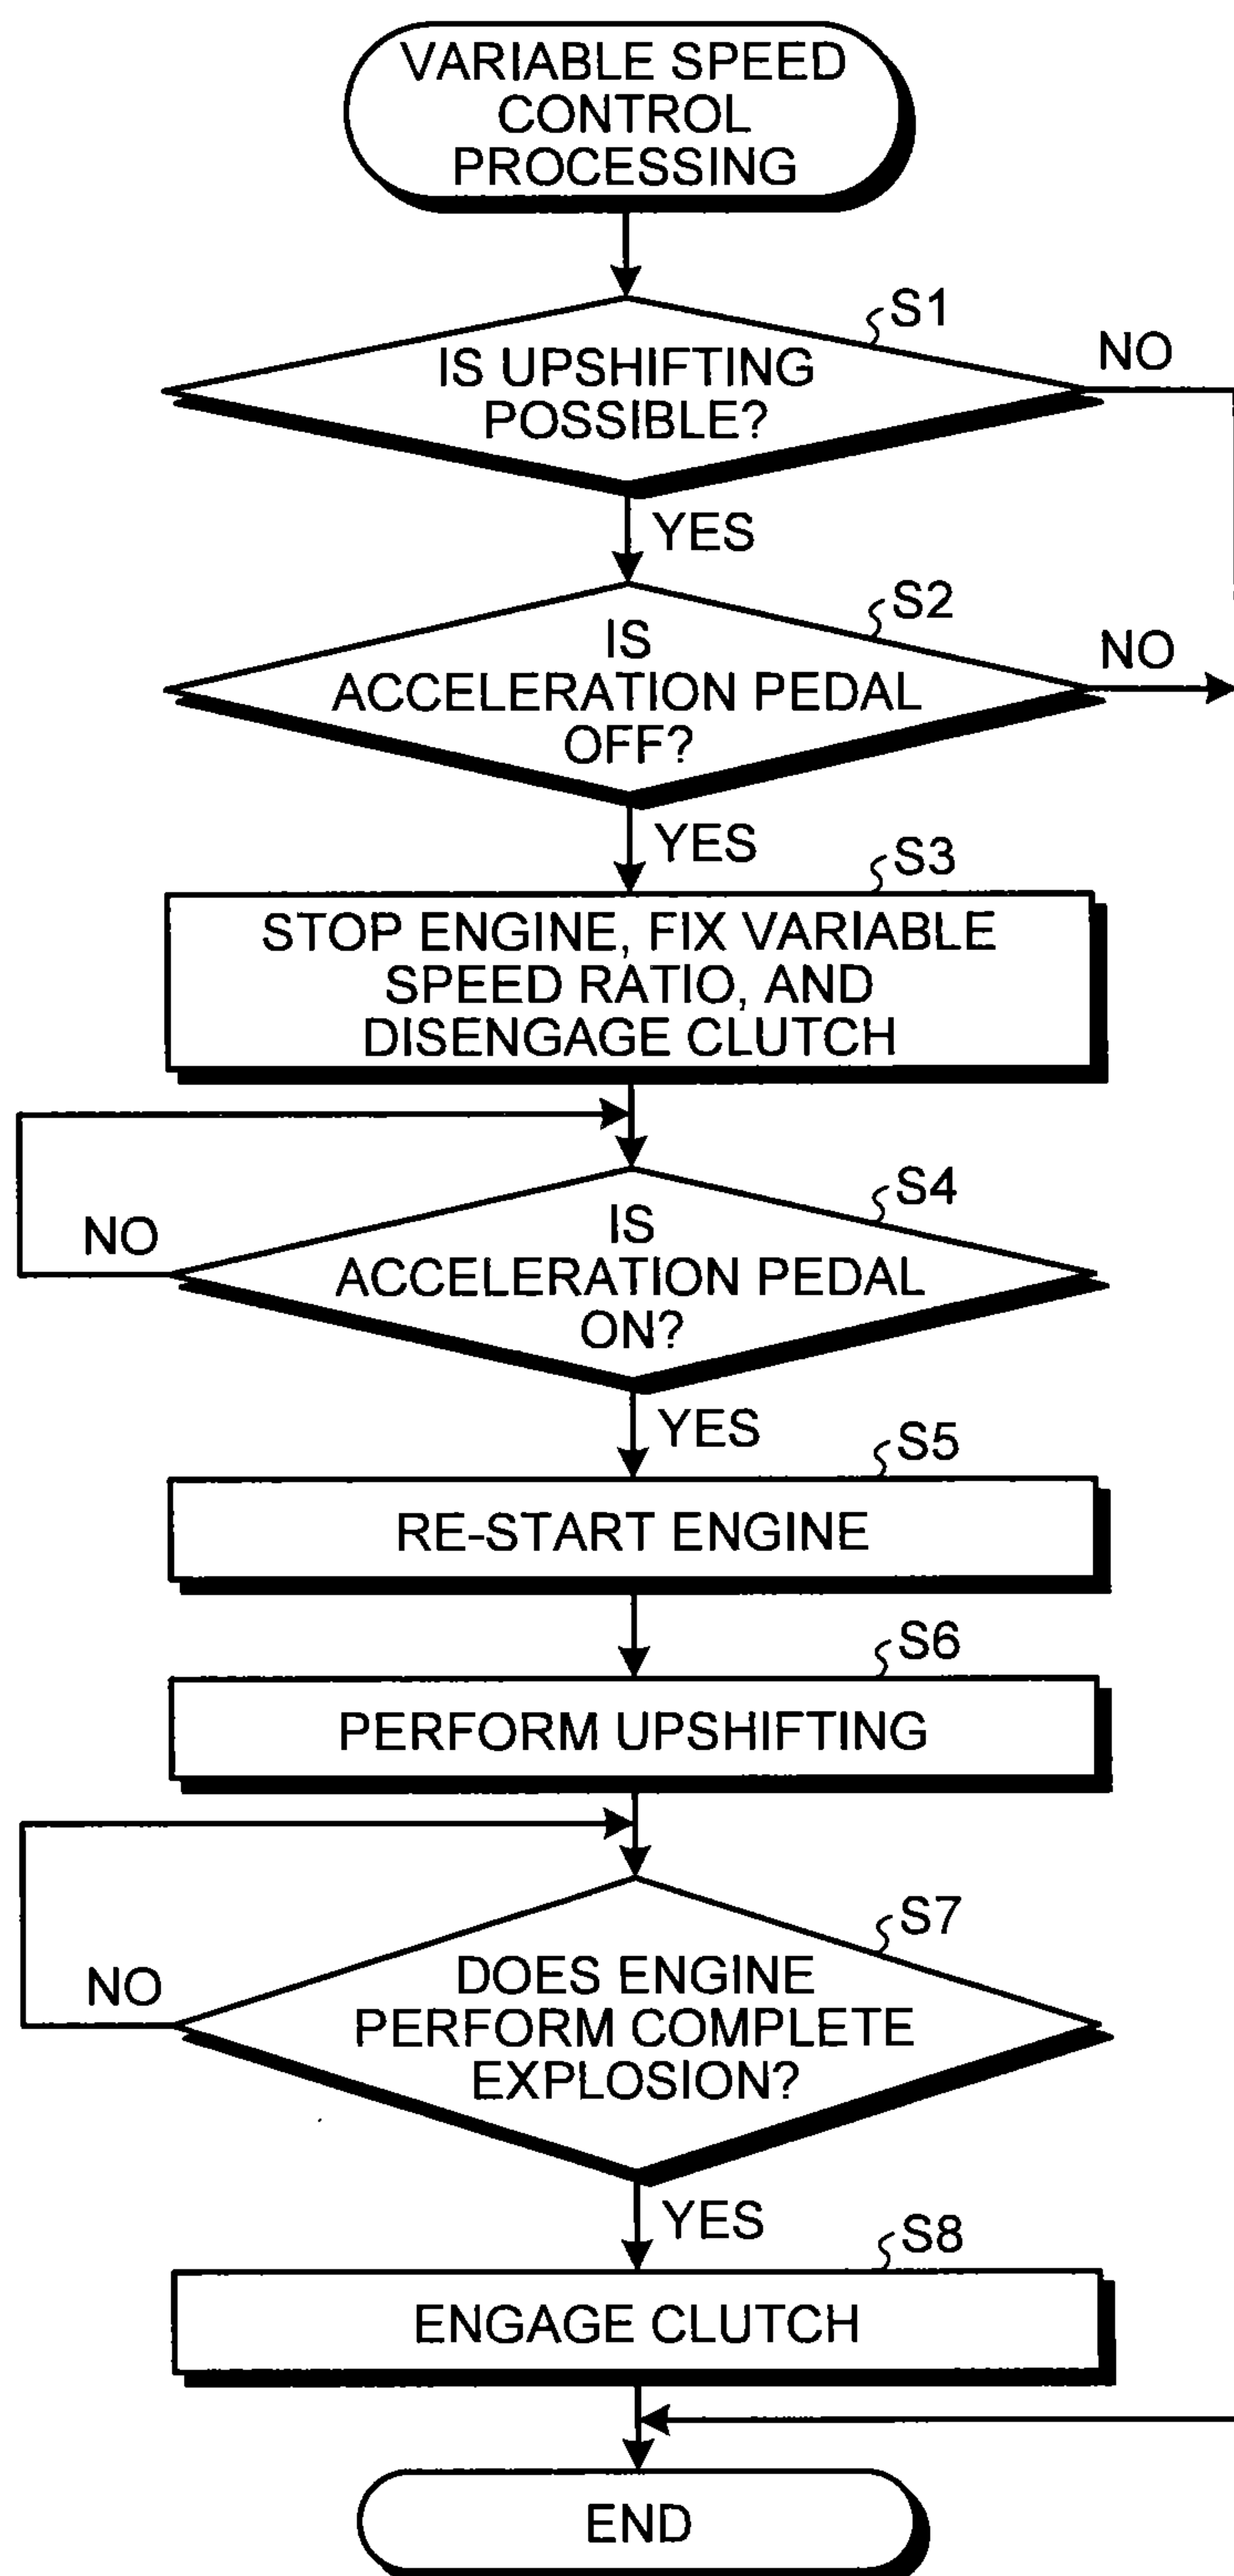 VARIABLE SPEED
CONTROL
PROCESSING
S1
IS UPSHIFTING
POSSIBLE?
NO
YES
S2
IS
ACCELERATION PEDAL
OFF?
NO
YES
S3
STOP ENGINE, FIX VARIABLE
SPEED RATIO, AND
DISENGAGE CLUTCH
S4
IS
ACCELERATION PEDAL
ON?
NO
YES
S5
RE-START ENGINE
S6
PERFORM UPSHIFTING
S7
DOES ENGINE
PERFORM COMPLETE
EXPLOSION?
NO
YES
S8
ENGAGE CLUTCH
END